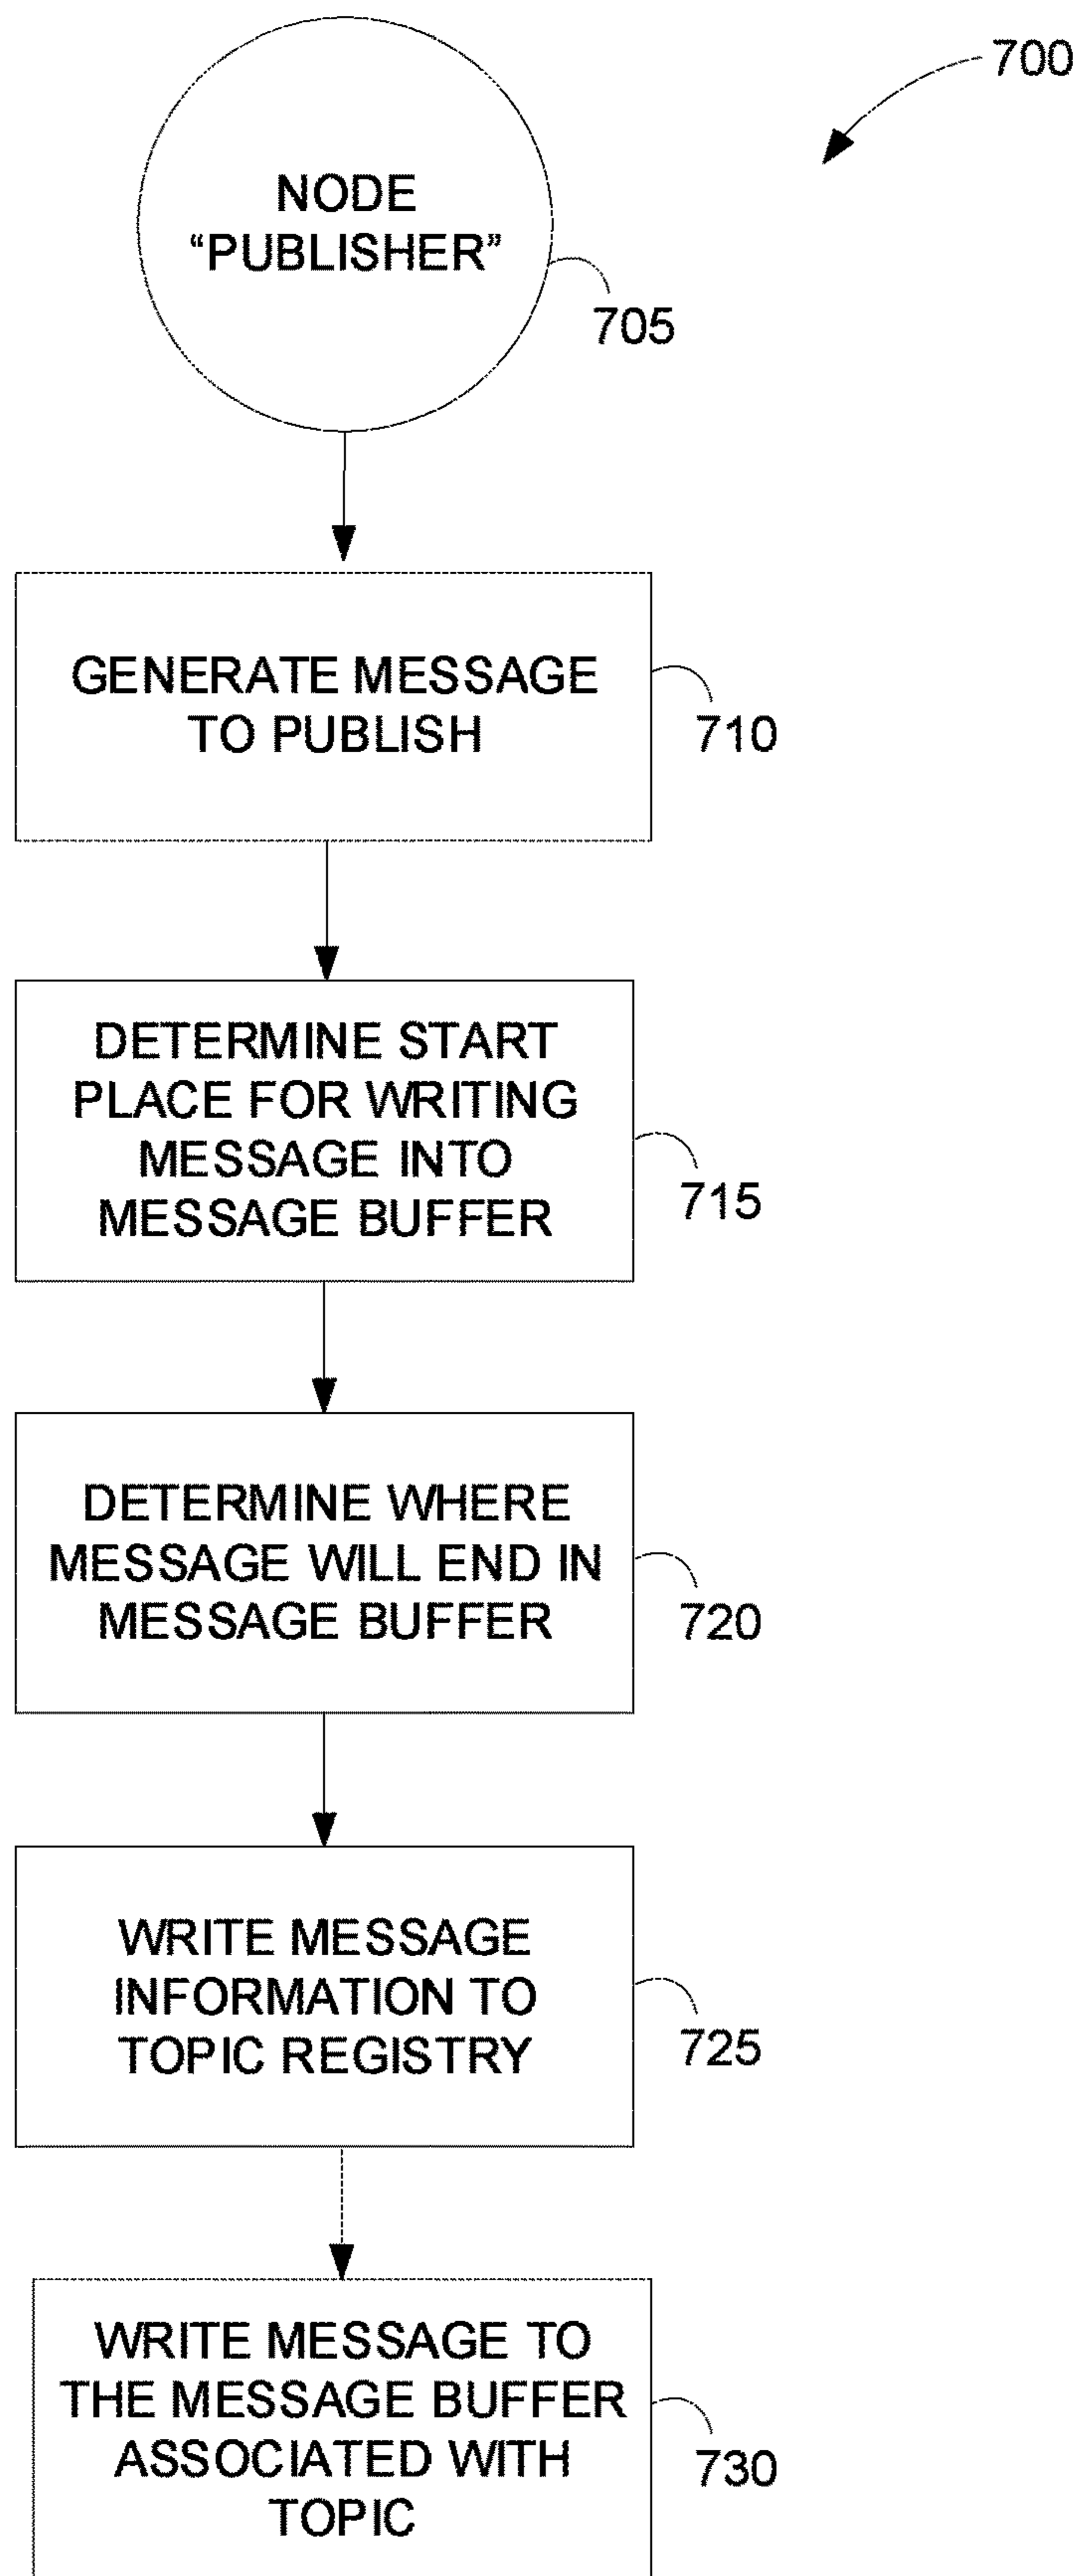 700
NODE
“PUBLISHER”
705
GENERATE MESSAGE
TO PUBLISH
710
DETERMINE START
PLACE FOR WRITING
MESSAGE INTO
MESSAGE BUFFER
715
DETERMINE WHERE
MESSAGE WILL END IN
MESSAGE BUFFER
720
WRITE MESSAGE
INFORMATION TO
TOPIC REGISTRY
725
WRITE MESSAGE TO
THE MESSAGE BUFFER
ASSOCIATED WITH
TOPIC
730